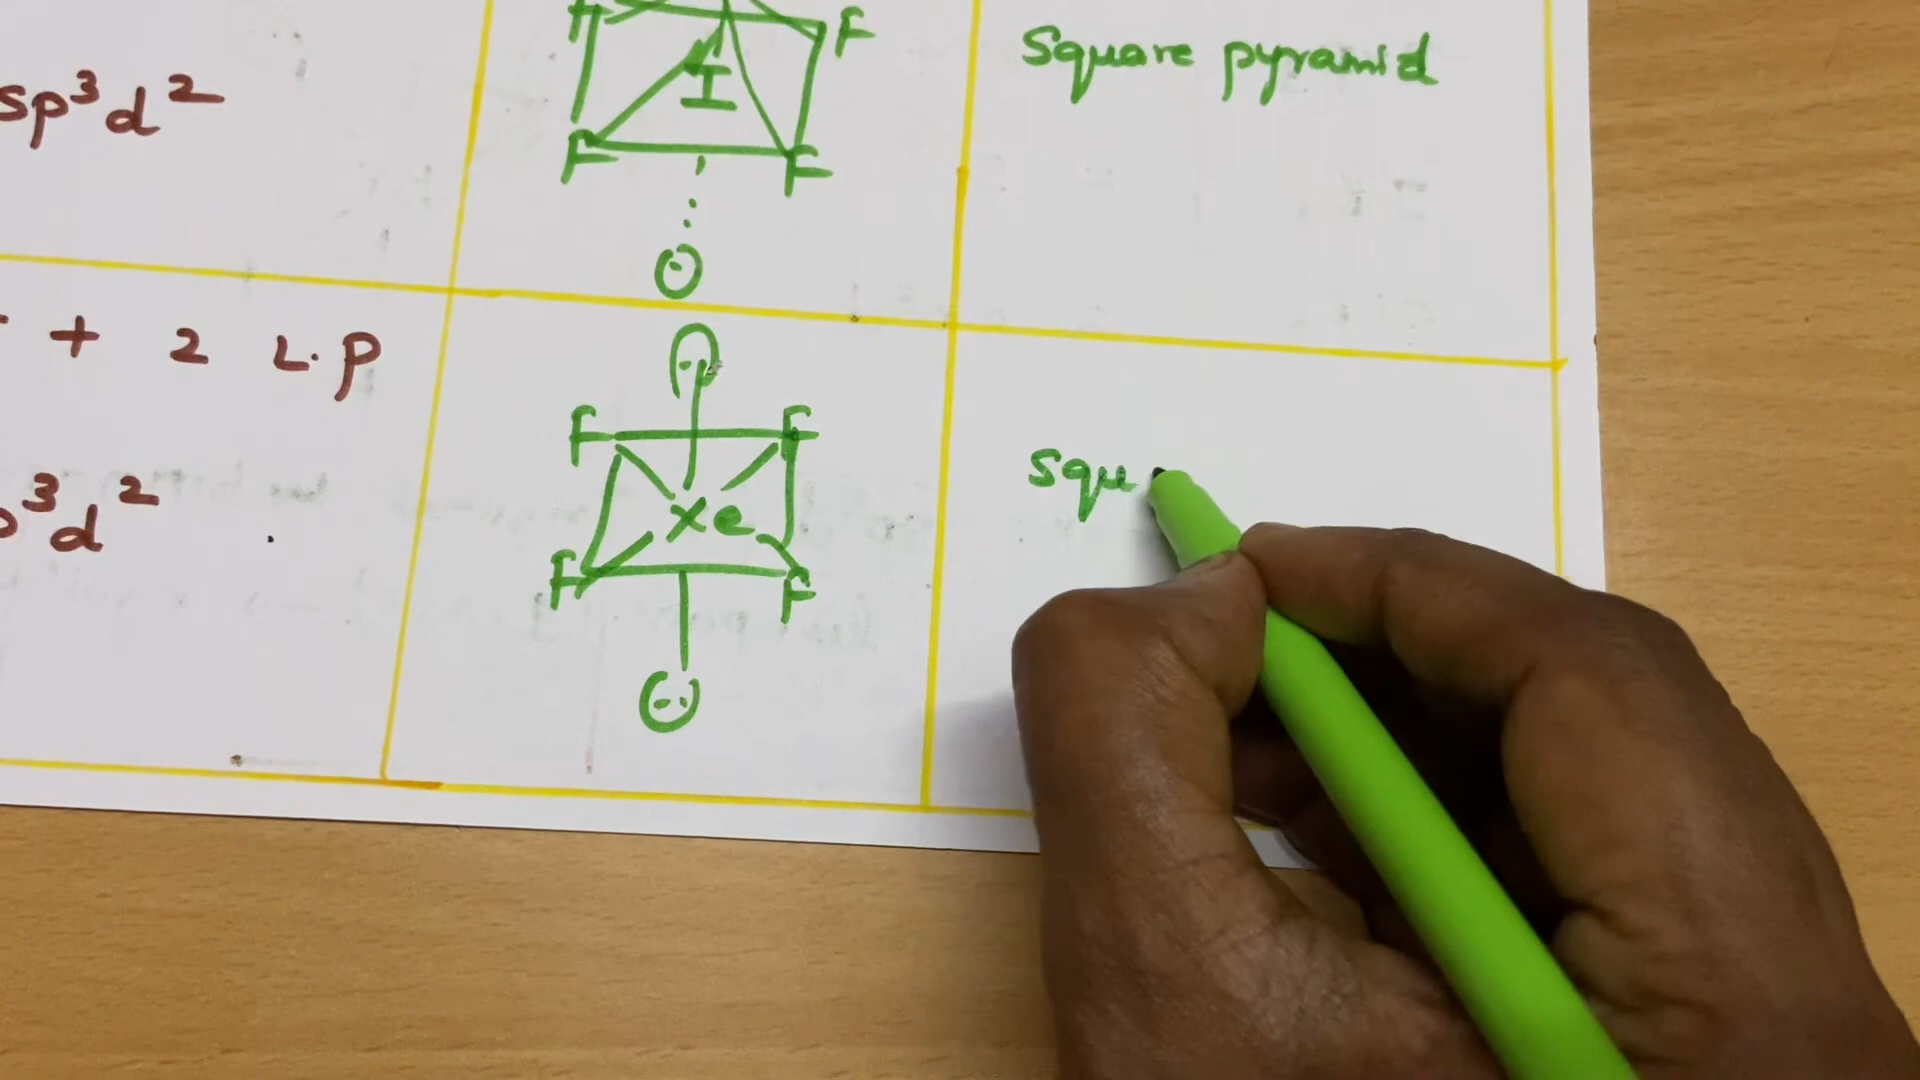 F F
I
F F
Square pyramid
sp³d²
+ 2 L.P
F F
Xe
F F
squ
³d²